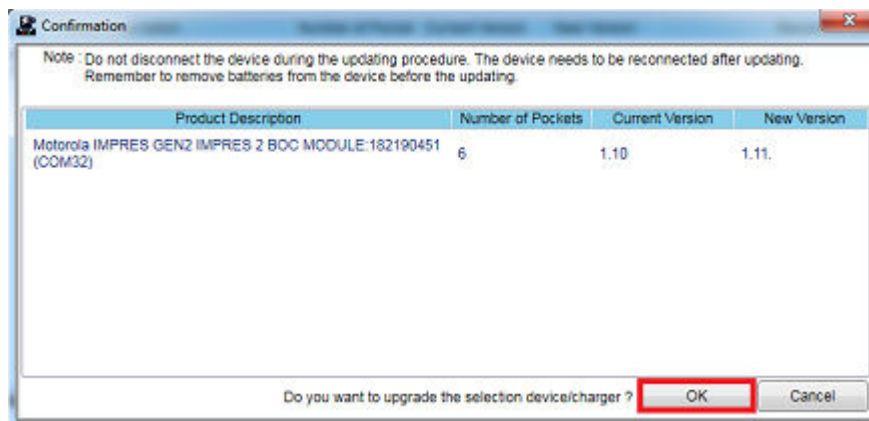 Confirmation
Note : Do not disconnect the device during the updating procedure. The device needs to be reconnected after updating.
Remember to remove batteries from the device before the updating.
Product Description Number of Pockets Current Version New Version
Motorola IMPRES GEN2 IMPRES 2 BOC MODULE:182190451 6 1.10 1.11.
(COM32)
Do you want to upgrade the selection device/charger ? OK Cancel